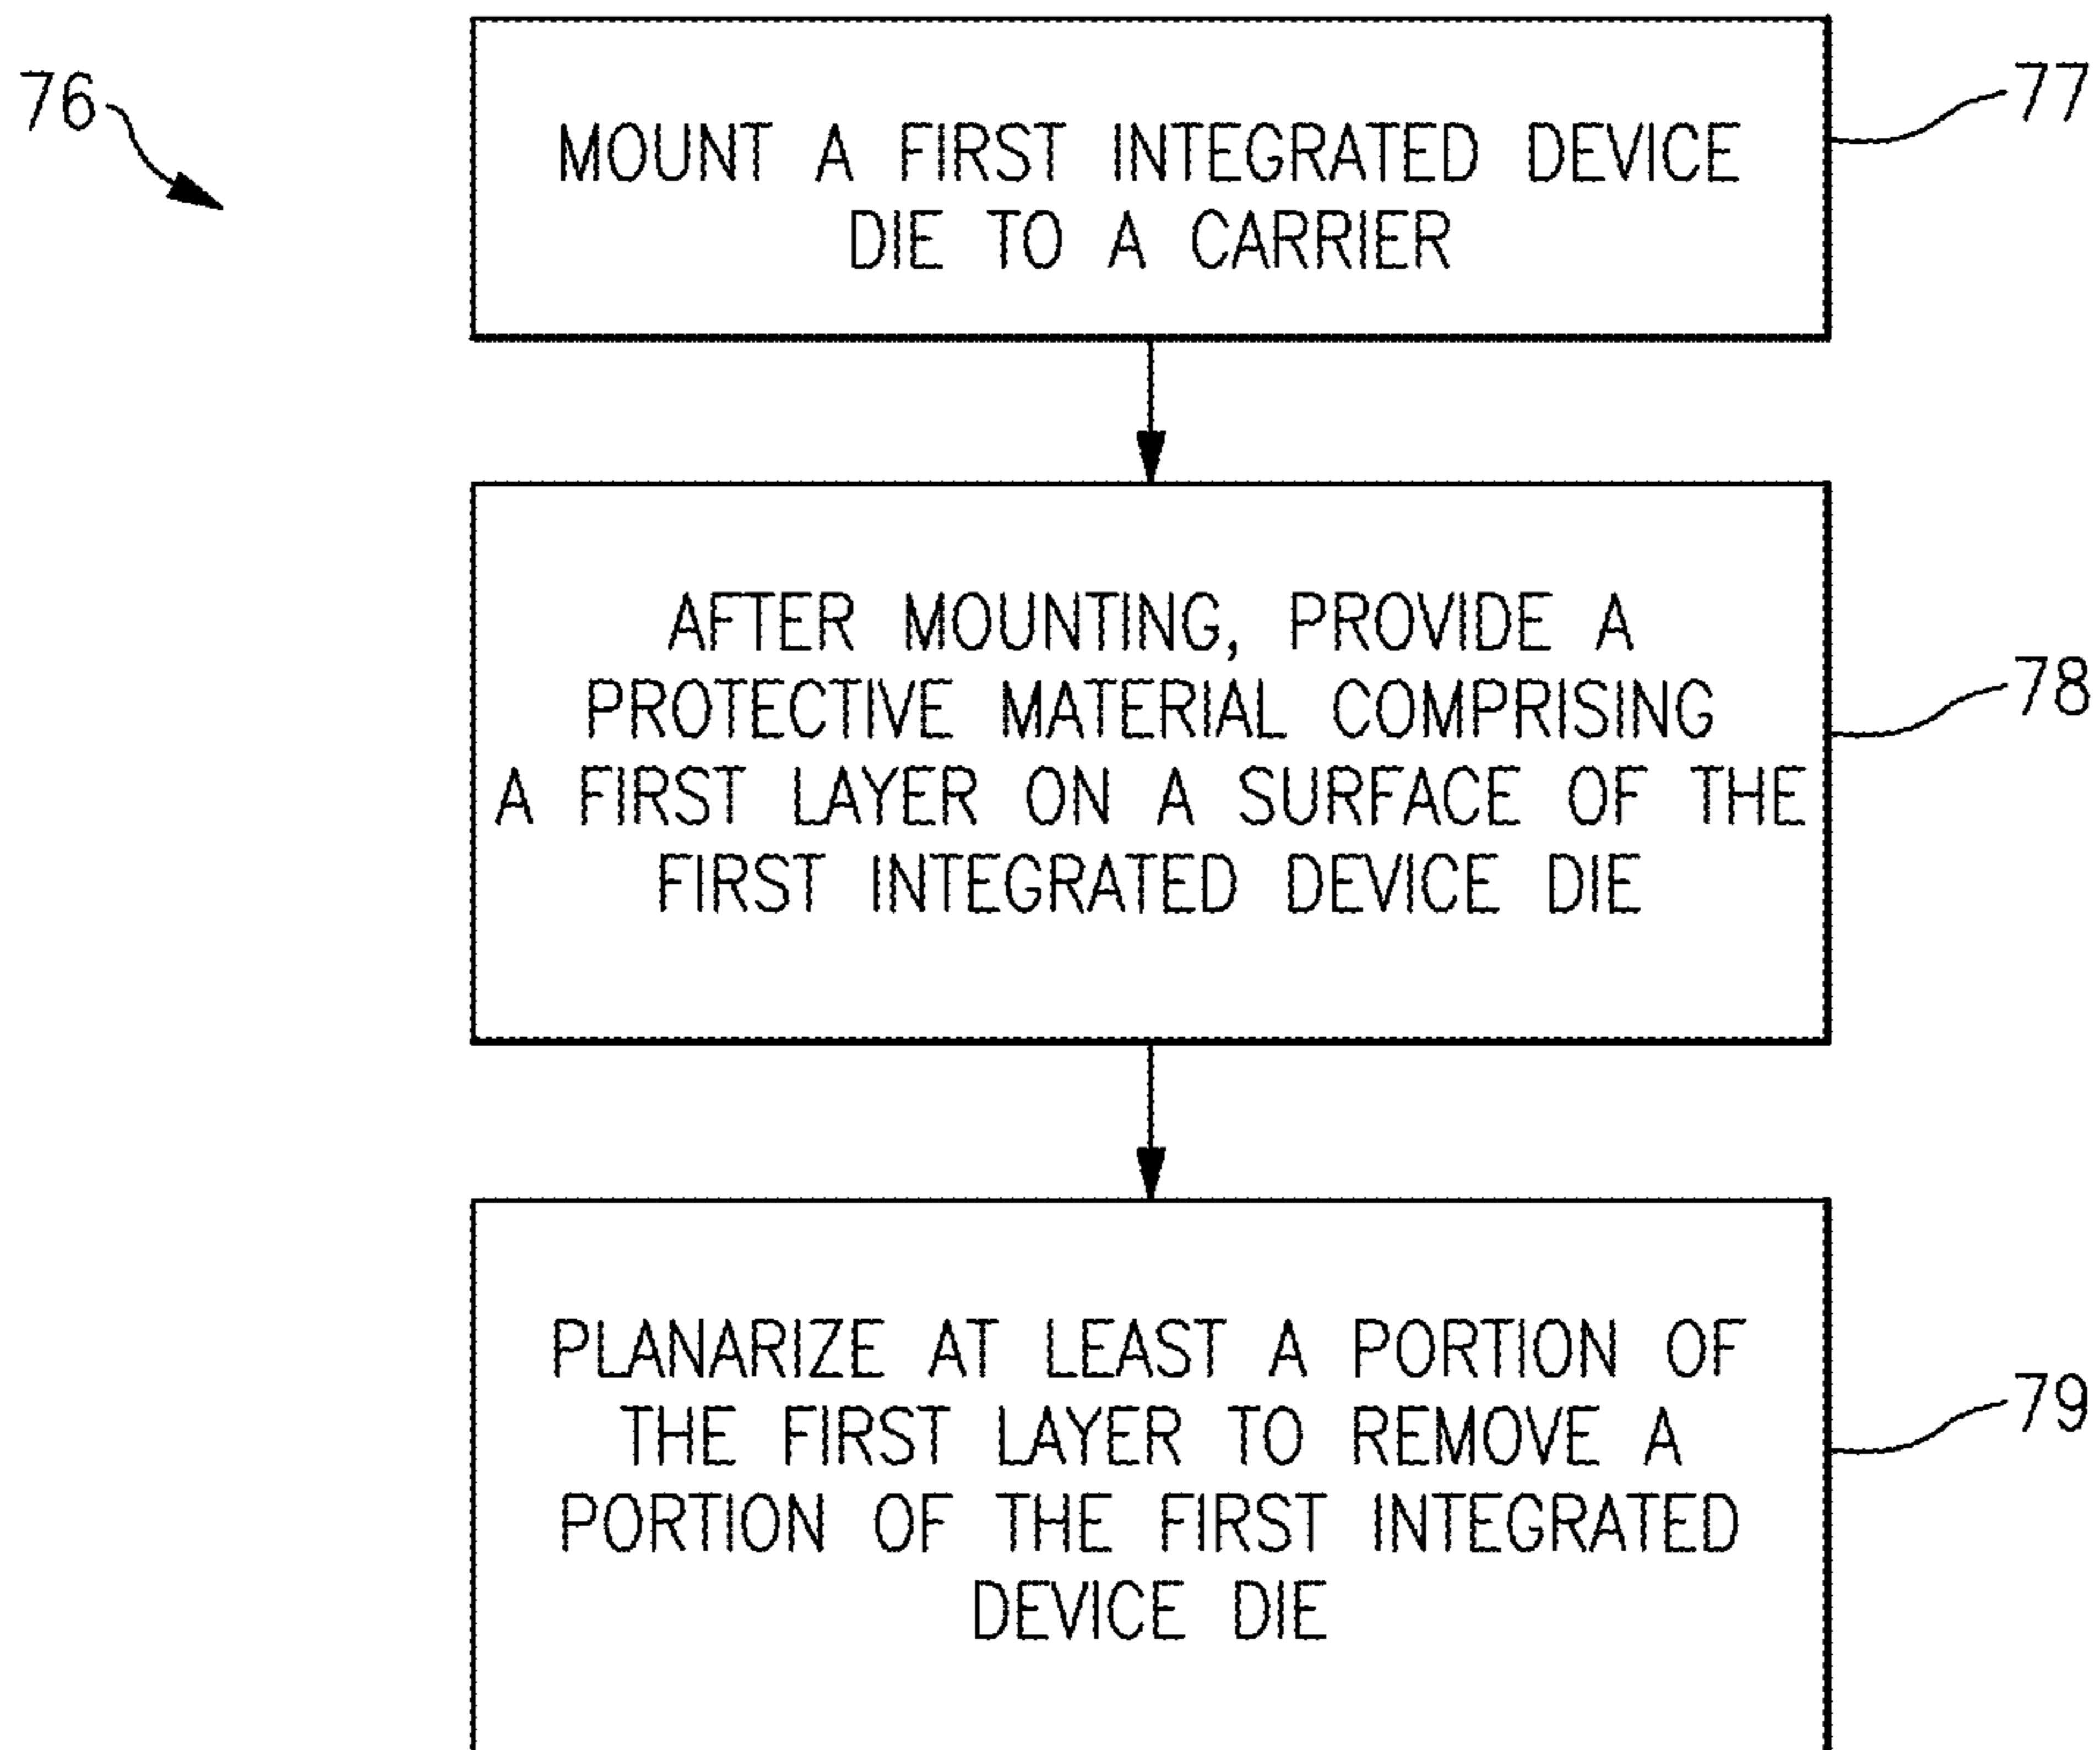 76
77
MOUNT A FIRST INTEGRATED DEVICE
DIE TO A CARRIER
78
AFTER MOUNTING, PROVIDE A
PROTECTIVE MATERIAL COMPRISING
A FIRST LAYER ON A SURFACE OF THE
FIRST INTEGRATED DEVICE DIE
79
PLANARIZE AT LEAST A PORTION OF
THE FIRST LAYER TO REMOVE A
PORTION OF THE FIRST INTEGRATED
DEVICE DIE